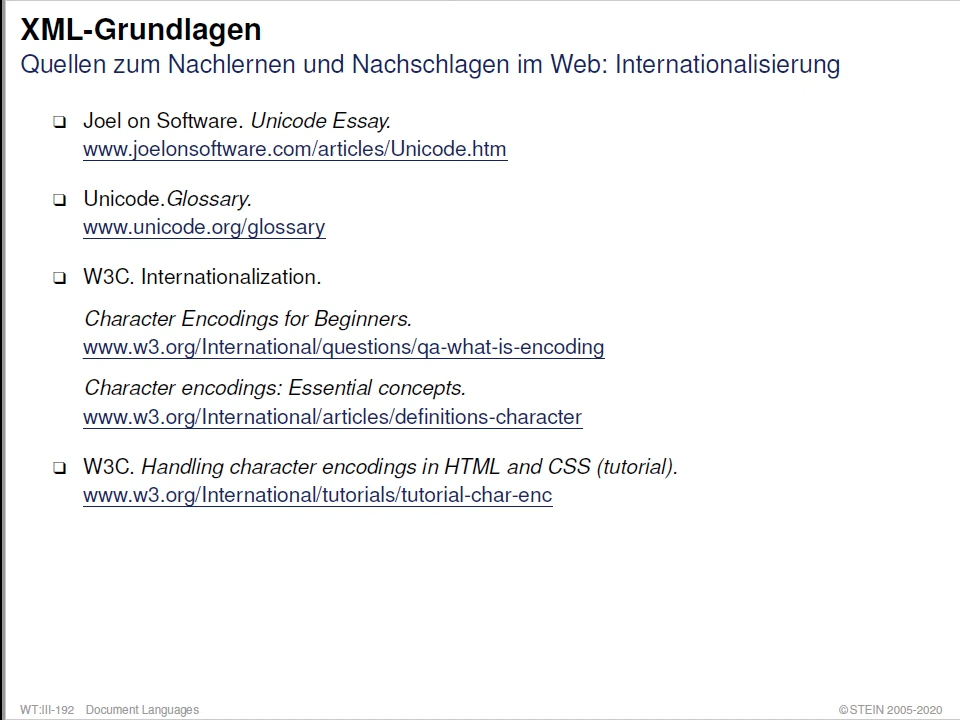 XML-Grundlagen
Quellen zum Nachlernen und Nachschlagen im Web: Internationalisierung
❑ Joel on Software. Unicode Essay.
www.joelonsoftware.com/articles/Unicode.htm
❑ Unicode.Glossary.
www.unicode.org/glossary
❑ W3C. Internationalization.
Character Encodings for Beginners.
www.w3.org/International/questions/qa-what-is-encoding
Character encodings: Essential concepts.
www.w3.org/International/articles/definitions-character
❑ W3C. Handling character encodings in HTML and CSS (tutorial).
www.w3.org/International/tutorials/tutorial-char-enc
WT:III-192 Document Languages ©STEIN 2005-2020